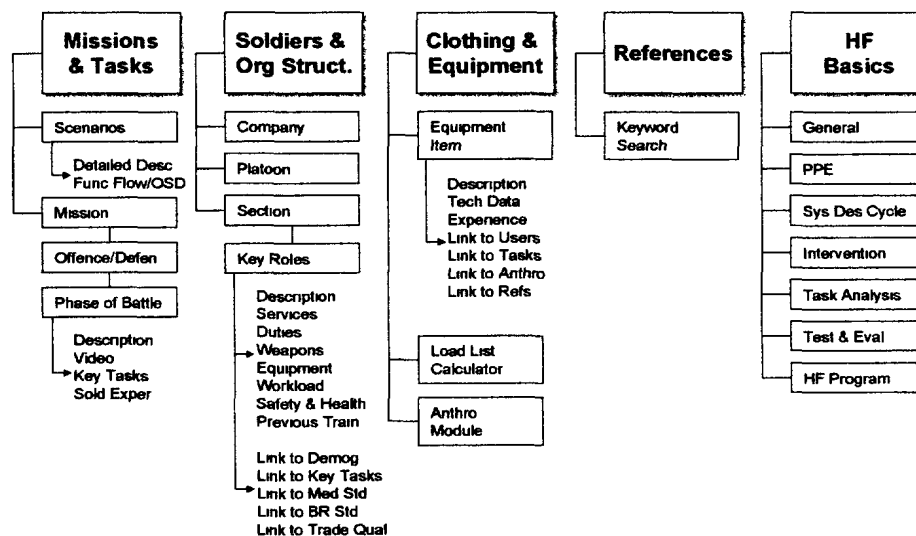 Missions
& Tasks
Scenarios
Detailed Desc
Func Flow/OSD
Mission
Offence/Defen
Phase of Battle
Description
Video
Key Tasks
Sold Exper
Soldiers &
Org Struct.
Company
Platoon
Section
Key Roles
Description
Services
Duties
Weapons
Equipment
Workload
Safety & Health
Previous Train
Link to Demog
Link to Key Tasks
Link to Med Std
Link to BR Std
Link to Trade Qual
Clothing &
Equipment
Equipment
Item
Description
Tech Data
Experience
Link to Users
Link to Tasks
Link to Anthro
Link to Refs
Load List
Calculator
Anthro
Module
References
Keyword
Search
HF
Basics
General
PPE
Sys Des Cycle
Intervention
Task Analysis
Test & Eval
HF Program